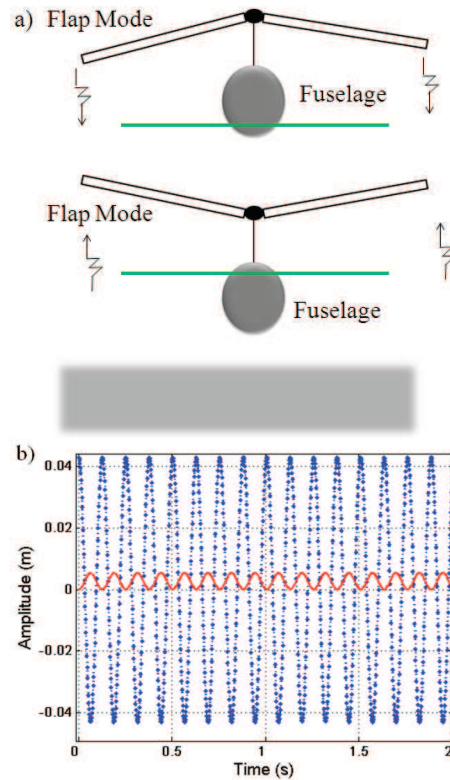 a) Flap Mode
Fuselage
Flap Mode
Fuselage
b)
0.04
0.02
0
-0.02
-0.04
Amplitude (m)
0
0.5
1
1.5
2
Time (s)